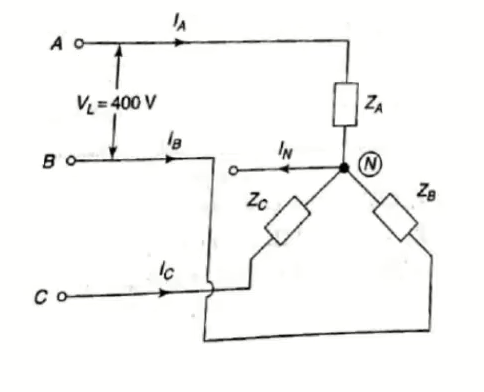 I_A
A
V_L = 400 V
Z_A
B
I_B
I_N
N
Z_C
Z_B
I_C
C